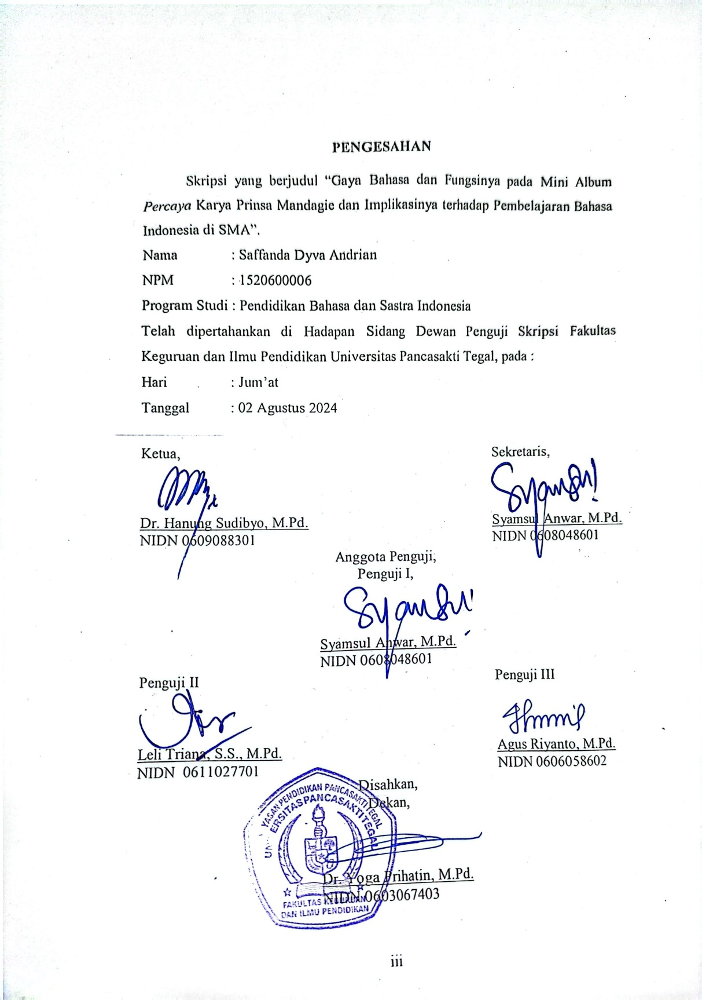 PENGESAHAN
Skripsi yang berjudul “Gaya Bahasa dan Fungsinya pada Mini Album
Percaya Karya Prinsa Mandagie dan Implikasinya terhadap Pembelajaran Bahasa
Indonesia di SMA”.
Nama : Saffanda Dyva Andrian
NPM : 1520600006
Program Studi : Pendidikan Bahasa dan Sastra Indonesia
Telah dipertahankan di Hadapan Sidang Dewan Penguji Skripsi Fakultas
Keguruan dan Ilmu Pendidikan Universitas Pancasakti Tegal, pada :
Hari : Jum’at
Tanggal : 02 Agustus 2024
Ketua,
Dr. Hanung Sudibyo, M.Pd.
NIDN 0609088301
Sekretaris,
Syamsul Anwar, M.Pd.
NIDN 0608048601
Anggota Penguji,
Penguji I,
Syamsul Anwar, M.Pd.
NIDN 0608048601
Penguji II
Leli Triana, S.S., M.Pd.
NIDN 0611027701
Penguji III
Agus Riyanto, M.Pd.
NIDN 0606058602
Disahkan,
Dekan,
YASAN PENDIDIKAN PANCASAKTI TEGAL
ERSITAS PANCASAKTI TEGAL
Dr. Yoga Prihatin, M.Pd.
NIDN 0603067403
FAKULTAS KEGURUAN
DAN ILMU PENDIDIKAN
iii